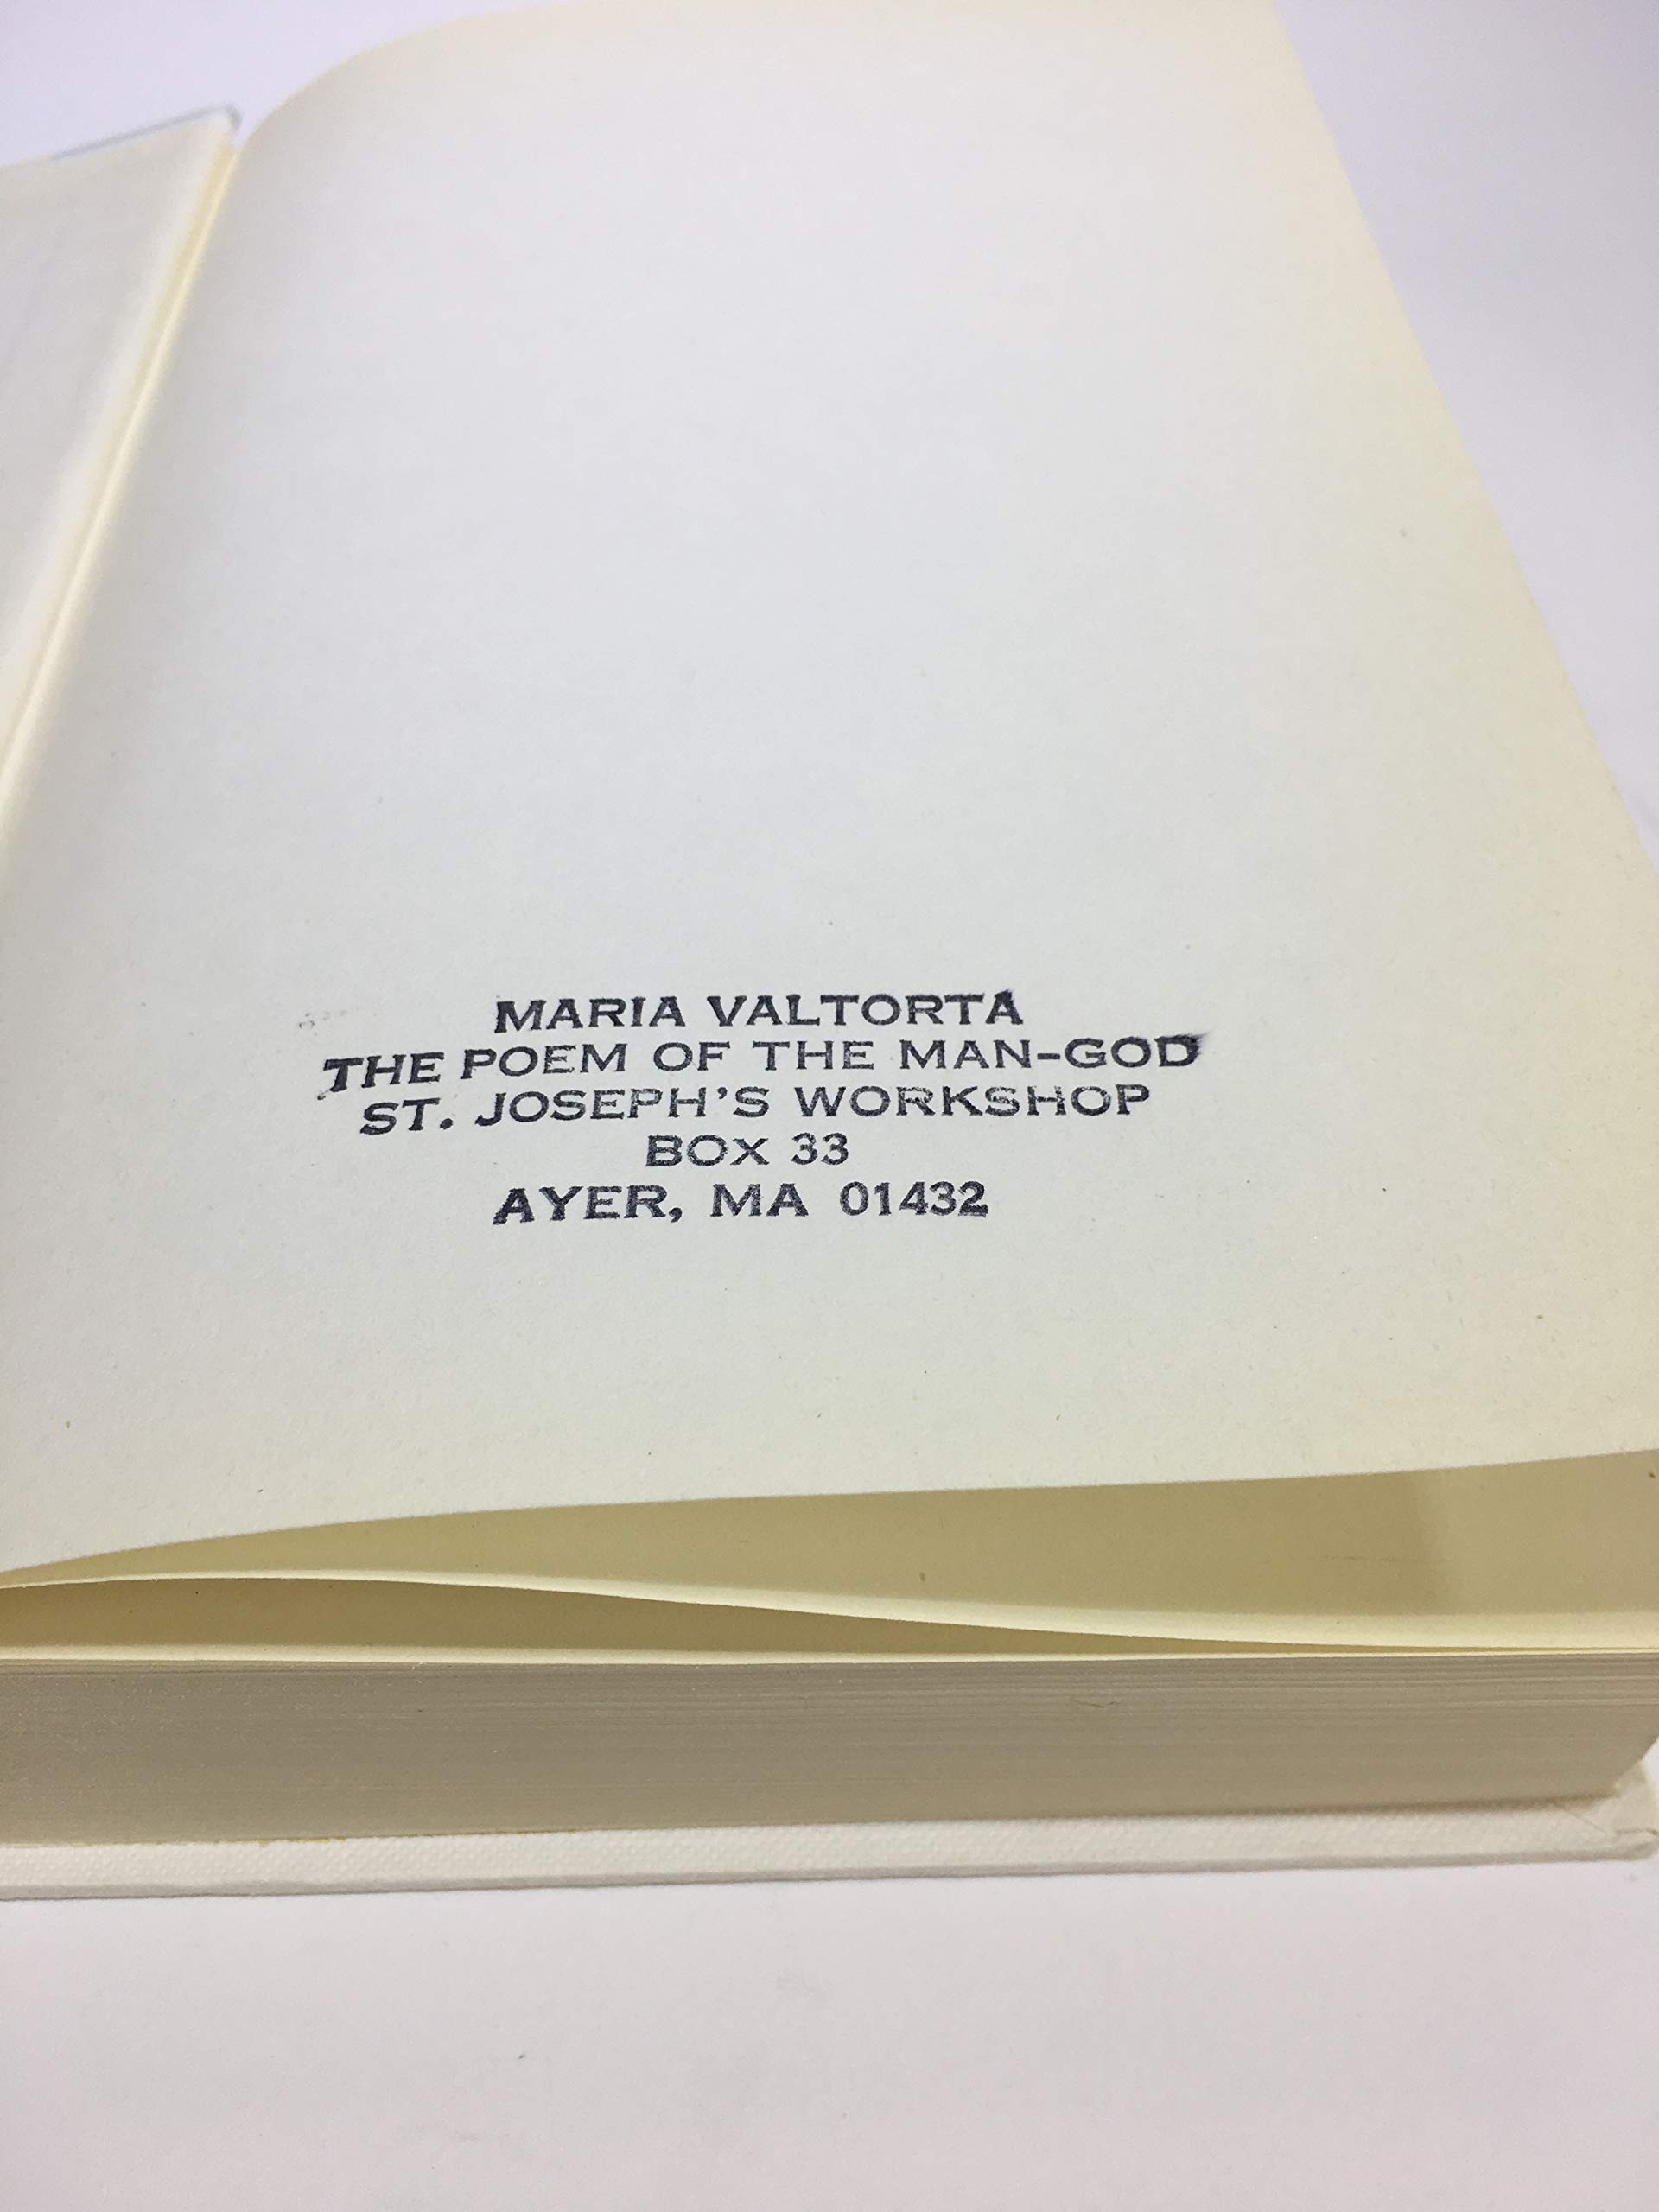 MARIA VALTORTA
THE POEM OF THE MAN-GOD
ST. JOSEPH'S WORKSHOP
BOX 33
AYER, MA 01432